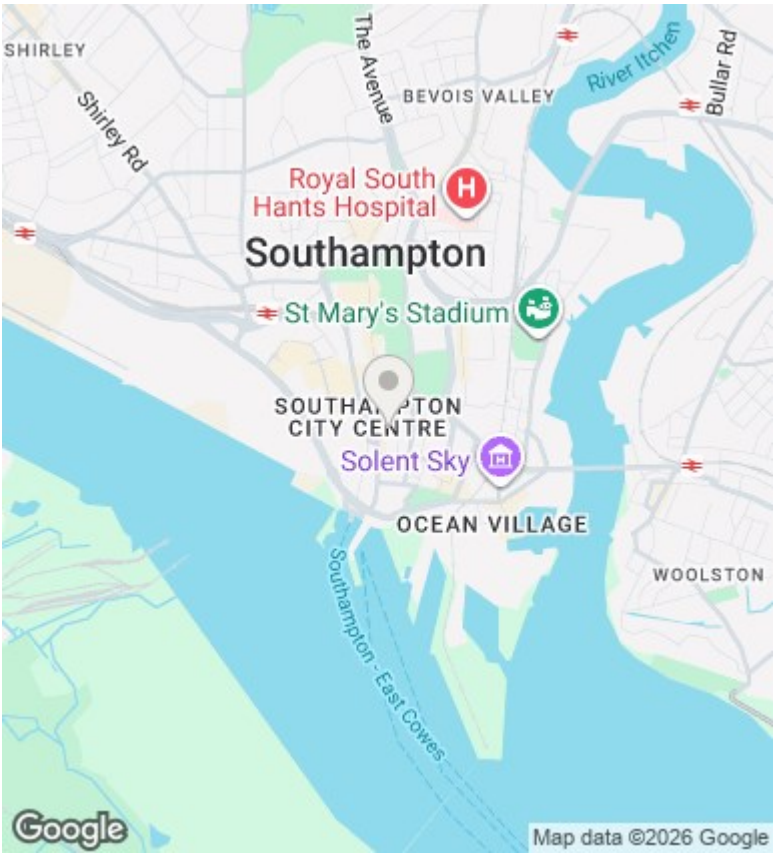 SHIRLEY
The Avenue
River Itchen
Bullar Rd
BEVOIS VALLEY
Shirley Rd
Royal South
Hants Hospital
H
Southampton
St Mary's Stadium
SOUTHAMPTON
CITY CENTRE
Solent Sky
OCEAN VILLAGE
WOOLSTON
Southampton - East Cowes
Google
Map data ©2026 Google